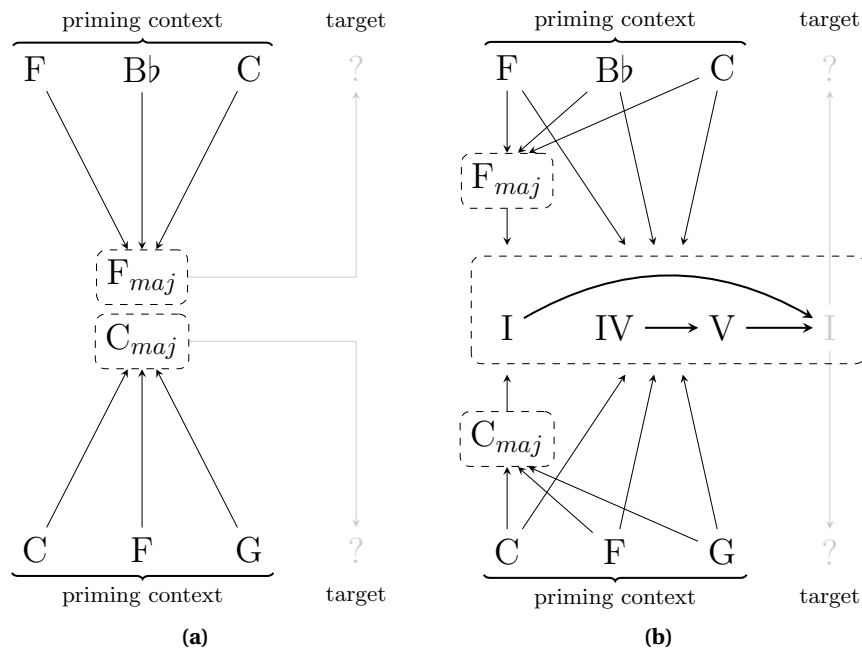 priming context target
F B♭ C ?
F_maj
C_maj
C F G ?
priming context target
(a)
priming context target
F B♭ C ?
F_maj
I IV V I
C_maj
C F G ?
priming context target
(b)